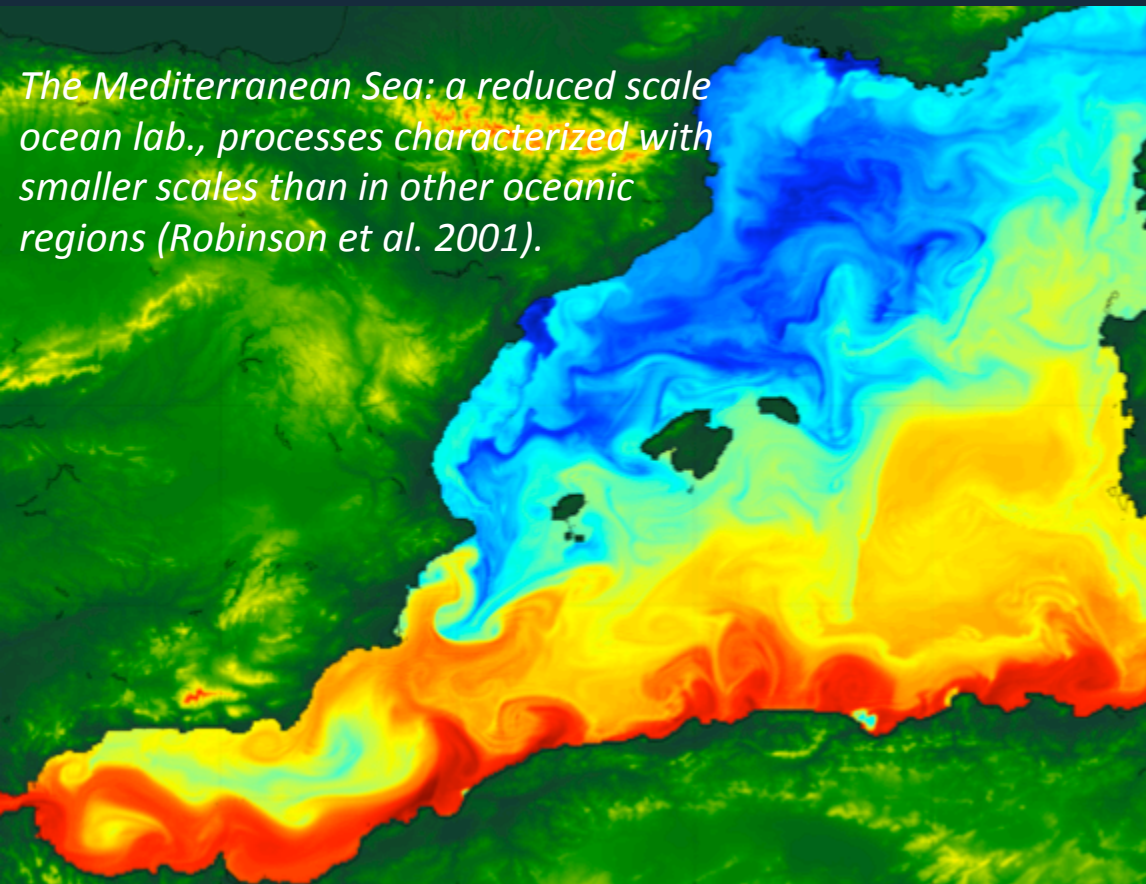 The Mediterranean Sea: a reduced scale
ocean lab., processes characterized with
smaller scales than in other oceanic
regions (Robinson et al. 2001).